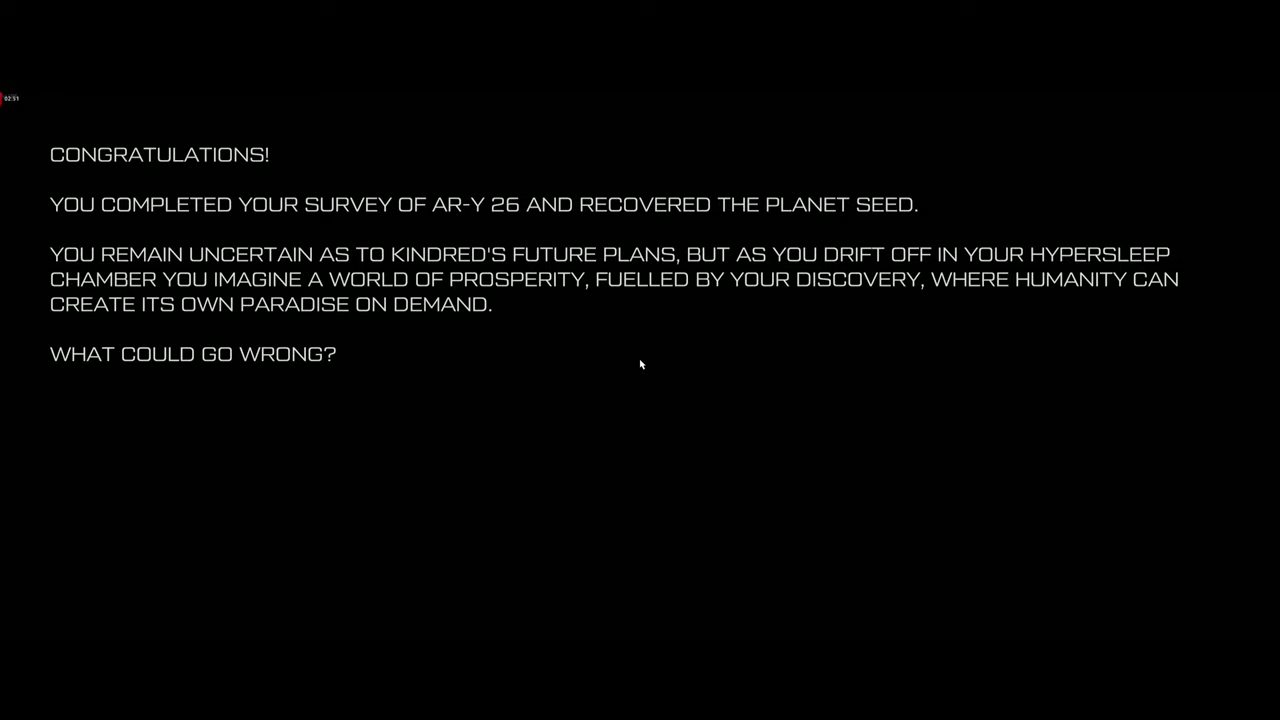 02:51
CONGRATULATIONS!
YOU COMPLETED YOUR SURVEY OF AR-Y 26 AND RECOVERED THE PLANET SEED.
YOU REMAIN UNCERTAIN AS TO KINDRED'S FUTURE PLANS, BUT AS YOU DRIFT OFF IN YOUR HYPERSLEEP
CHAMBER YOU IMAGINE A WORLD OF PROSPERITY, FUELLED BY YOUR DISCOVERY, WHERE HUMANITY CAN
CREATE ITS OWN PARADISE ON DEMAND.
WHAT COULD GO WRONG?